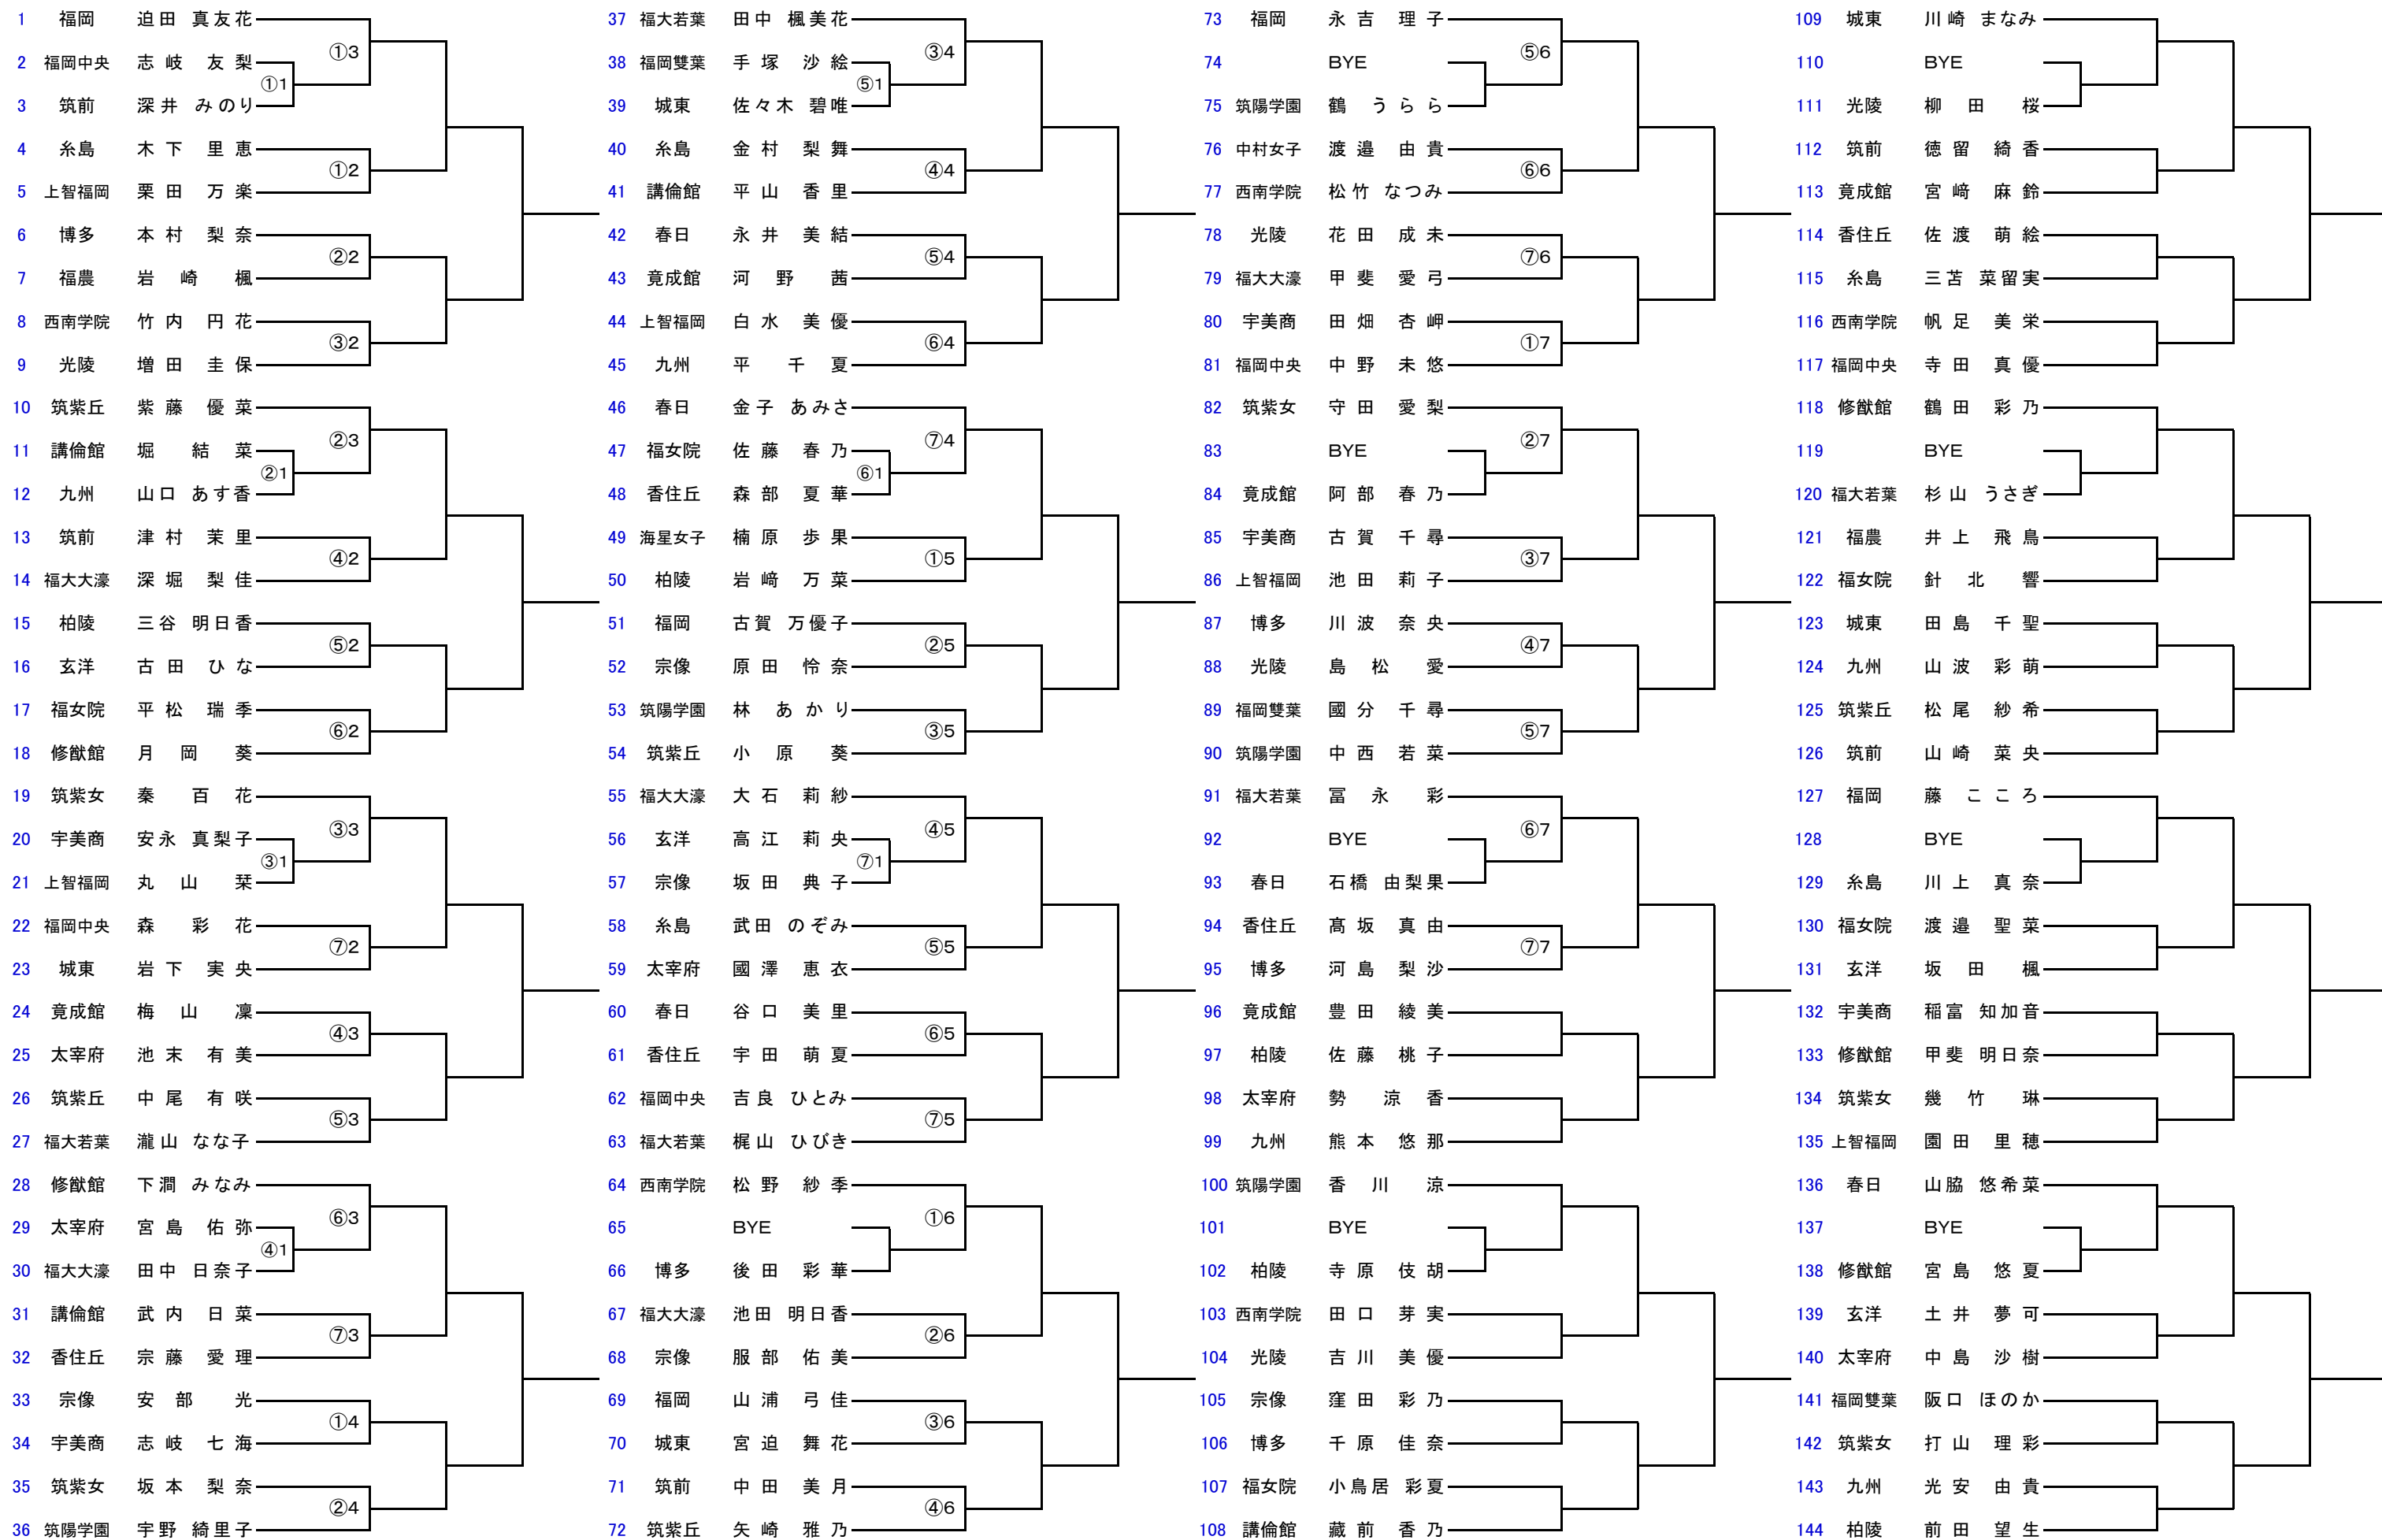 1 福岡 迫田 真友花
①3
2 福岡中央 志岐 友梨
①1
3 筑前 深井 みのり
4 糸島 木下 里恵
①2
5 上智福岡 栗田 万楽
6 博多 本村 梨奈
②2
7 福農 岩崎 楓
8 西南学院 竹内 円花
③2
9 光陵 増田 圭保
10 筑紫丘 紫藤 優菜
②3
11 講倫館 堀 結菜
②1
12 九州 山口 あす香
13 筑前 津村 茉里
④2
14 福大大濠 深堀 梨佳
15 柏陵 三谷 明日香
⑤2
16 玄洋 古田 ひな
17 福女院 平松 瑞季
⑥2
18 修猷館 月岡 葵
19 筑紫女 秦 百花
③3
20 宇美商 安永 真梨子
③1
21 上智福岡 丸山 栞
22 福岡中央 森 彩花
⑦2
23 城東 岩下 実央
24 竟成館 梅山 凜
④3
25 太宰府 池末 有美
26 筑紫丘 中尾 有咲
⑤3
27 福大若葉 瀧山 なな子
28 修猷館 下澗 みなみ
⑥3
29 太宰府 宮島 佑弥
④1
30 福大大濠 田中 日奈子
31 講倫館 武内 日菜
⑦3
32 香住丘 宗藤 愛理
33 宗像 安部 光
①4
34 宇美商 志岐 七海
35 筑紫女 坂本 梨奈
②4
36 筑陽学園 宇野 綺里子
37 福大若葉 田中 楓美花
③4
38 福岡雙葉 手塚 沙絵
⑤1
39 城東 佐々木 碧唯
40 糸島 金村 梨舞
④4
41 講倫館 平山 香里
42 春日 永井 美結
⑤4
43 竟成館 河野 茜
44 上智福岡 白水 美優
⑥4
45 九州 平 千夏
46 春日 金子 あみさ
⑦4
47 福女院 佐藤 春乃
⑥1
48 香住丘 森部 夏華
49 海星女子 楠原 歩果
①5
50 柏陵 岩﨑 万菜
51 福岡 古賀 万優子
②5
52 宗像 原田 怜奈
53 筑陽学園 林 あかり
③5
54 筑紫丘 小原 葵
55 福大大濠 大石 莉紗
④5
56 玄洋 高江 莉央
⑦1
57 宗像 坂田 典子
58 糸島 武田 のぞみ
⑤5
59 太宰府 國澤 恵衣
60 春日 谷口 美里
⑥5
61 香住丘 宇田 萌夏
62 福岡中央 吉良 ひとみ
⑦5
63 福大若葉 梶山 ひびき
64 西南学院 松野 紗季
①6
65 BYE
66 博多 後田 彩華
67 福大大濠 池田 明日香
②6
68 宗像 服部 佑美
69 福岡 山浦 弓佳
③6
70 城東 宮迫 舞花
71 筑前 中田 美月
④6
72 筑紫丘 矢崎 雅乃
73 福岡 永吉 理子
⑤6
74 BYE
75 筑陽学園 鶴 うらら
76 中村女子 渡邉 由貴
⑥6
77 西南学院 松竹 なつみ
78 光陵 花田 成未
⑦6
79 福大大濠 甲斐 愛弓
80 宇美商 田畑 杏岬
①7
81 福岡中央 中野 未悠
82 筑紫女 守田 愛梨
②7
83 BYE
84 竟成館 阿部 春乃
85 宇美商 古賀 千尋
③7
86 上智福岡 池田 莉子
87 博多 川波 奈央
④7
88 光陵 島松 愛
89 福岡雙葉 國分 千尋
⑤7
90 筑陽学園 中西 若菜
91 福大若葉 冨永 彩
⑥7
92 BYE
93 春日 石橋 由梨果
94 香住丘 髙坂 真由
⑦7
95 博多 河島 梨沙
96 竟成館 豊田 綾美
97 柏陵 佐藤 桃子
98 太宰府 勢 涼香
99 九州 熊本 悠那
100 筑陽学園 香川 涼
101 BYE
102 柏陵 寺原 伎胡
103 西南学院 田口 芽実
104 光陵 吉川 美優
105 宗像 窪田 彩乃
106 博多 千原 佳奈
107 福女院 小鳥居 彩夏
108 講倫館 藏前 香乃
109 城東 川崎 まなみ
110 BYE
111 光陵 柳田 桜
112 筑前 徳留 綺香
113 竟成館 宮﨑 麻鈴
114 香住丘 佐渡 萌絵
115 糸島 三苫 菜留実
116 西南学院 帆足 美栄
117 福岡中央 寺田 真優
118 修猷館 鶴田 彩乃
119 BYE
120 福大若葉 杉山 うさぎ
121 福農 井上 飛鳥
122 福女院 針北 響
123 城東 田島 千聖
124 九州 山波 彩萌
125 筑紫丘 松尾 紗希
126 筑前 山崎 菜央
127 福岡 藤 こころ
128 BYE
129 糸島 川上 真奈
130 福女院 渡邉 聖菜
131 玄洋 坂田 楓
132 宇美商 稲富 知加音
133 修猷館 甲斐 明日奈
134 筑紫女 幾竹 琳
135 上智福岡 園田 里穂
136 春日 山脇 悠希菜
137 BYE
138 修猷館 宮島 悠夏
139 玄洋 土井 夢可
140 太宰府 中島 沙樹
141 福岡雙葉 阪口 ほのか
142 筑紫女 打山 理彩
143 九州 光安 由貴
144 柏陵 前田 望生